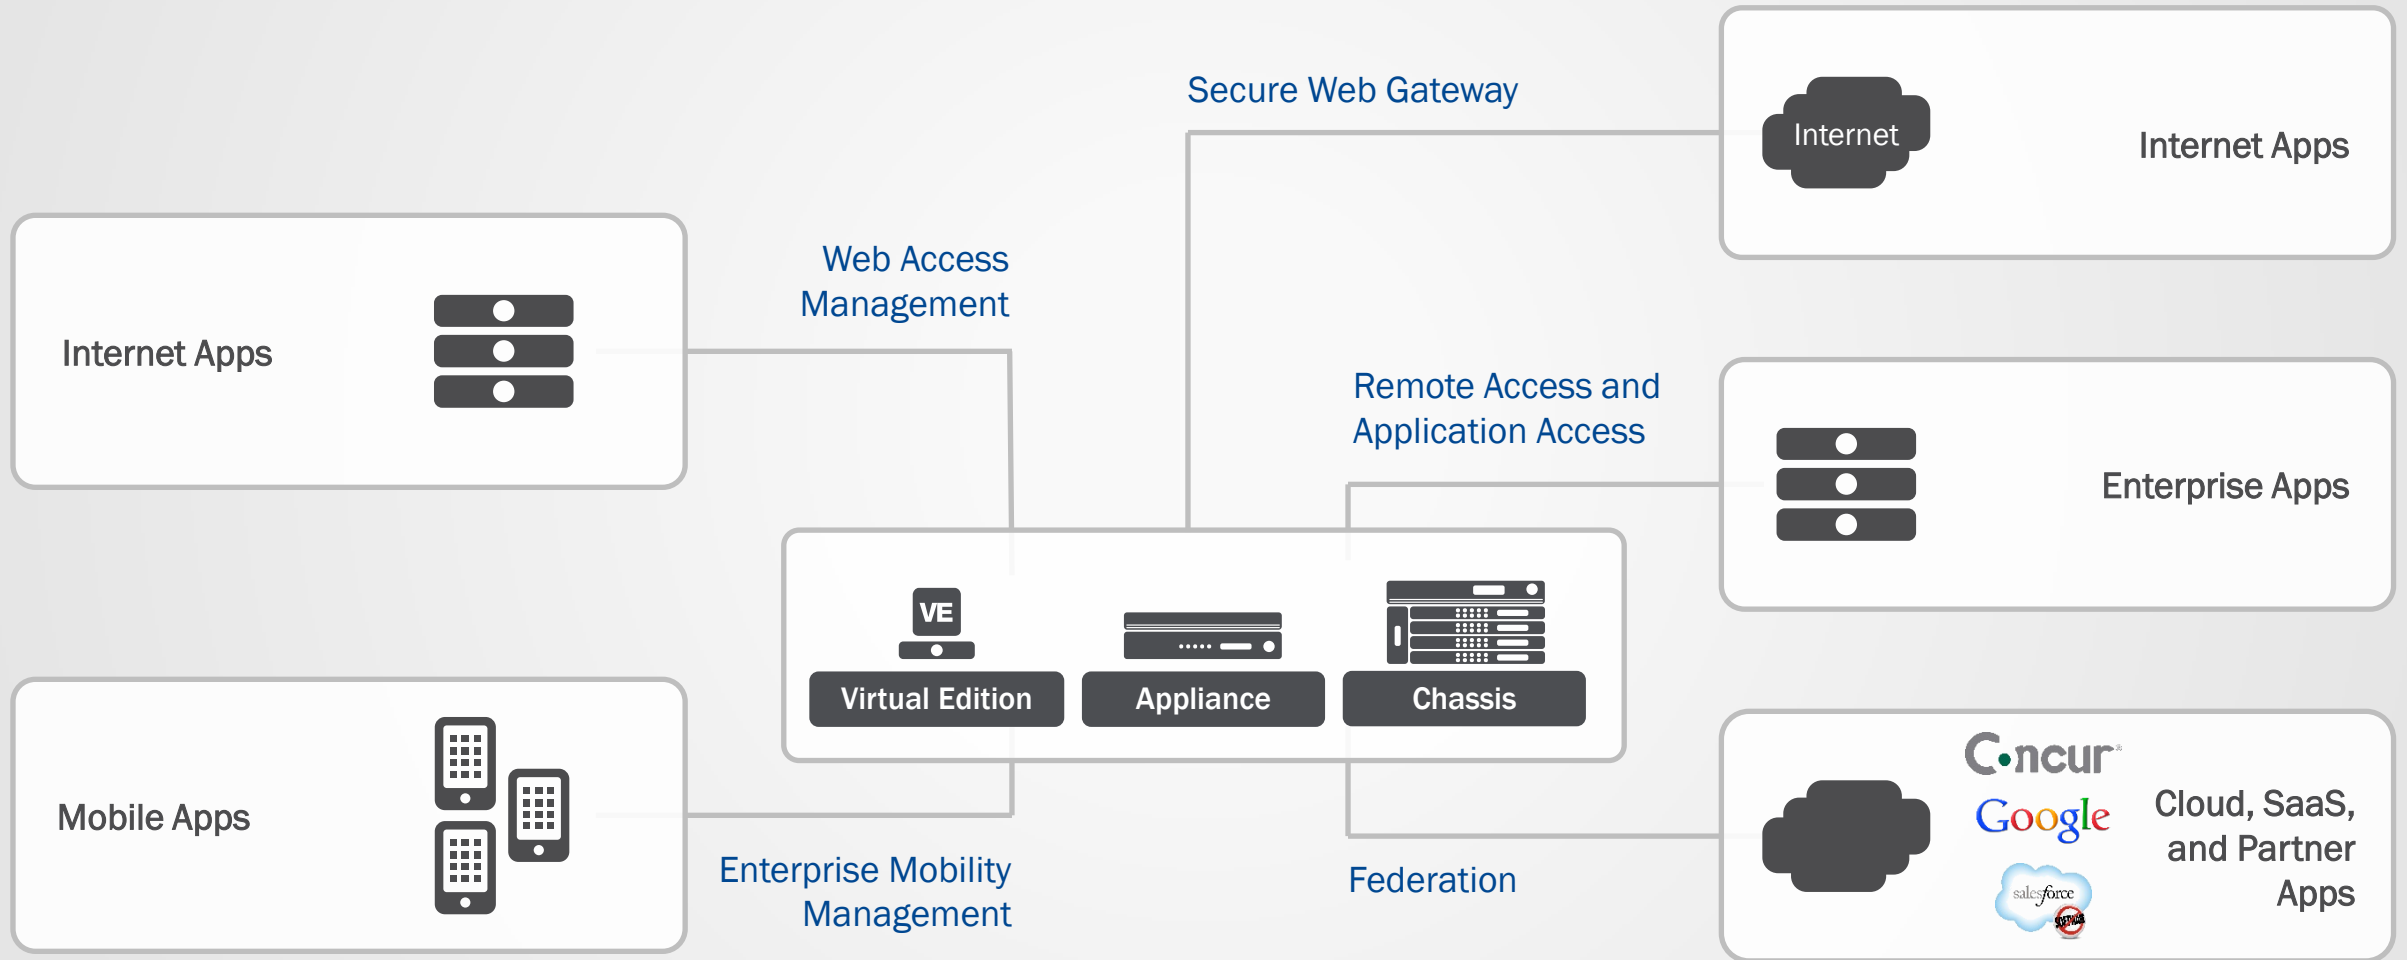 Secure Web Gateway
Internet
Internet Apps
Web Access
Management
Internet Apps
Remote Access and
Application Access
Enterprise Apps
VE
Virtual Edition
Appliance
Chassis
Mobile Apps
Enterprise Mobility
Management
Federation
Concur®
Google
salesforce
SOFTWARE
Cloud, SaaS,
and Partner
Apps